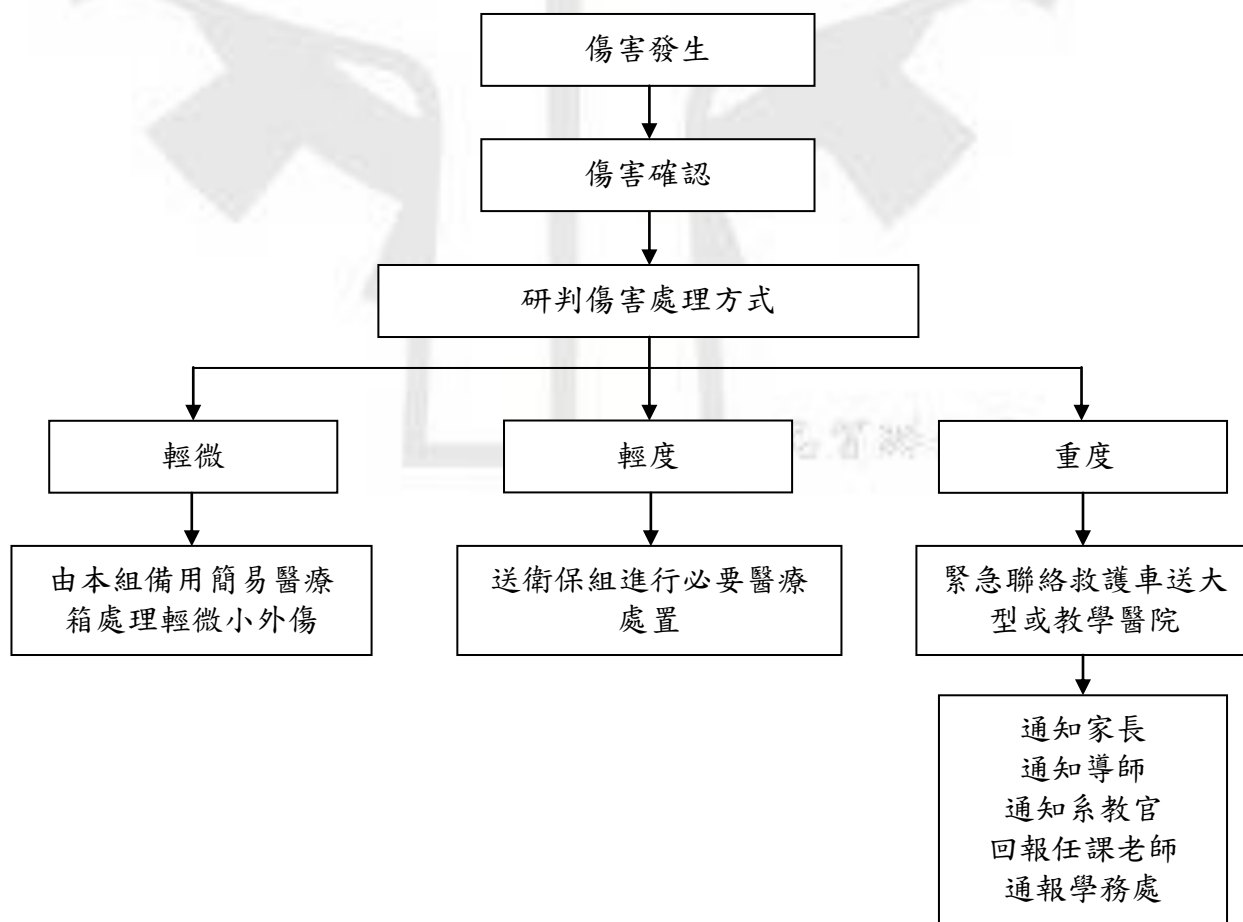 傷害發生
傷害確認
研判傷害處理方式
輕微
輕度
重度
由本組備用簡易醫療
箱處理輕微小外傷
送衛保組進行必要醫療
處置
緊急聯絡救護車送大
型或教學醫院
通知家長
通知導師
通知系教官
回報任課老師
通報學務處